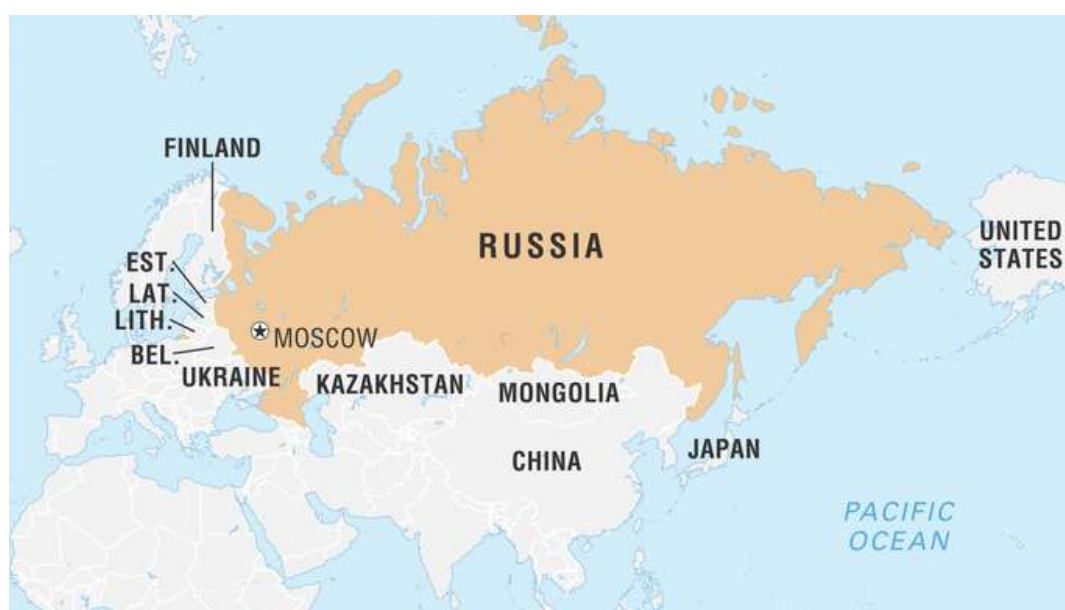 FINLAND
RUSSIA
UNITED
STATES
EST.
LAT.
LITH.
BEL.
MOSCOW
UKRAINE
KAZAKHSTAN
MONGOLIA
CHINA
JAPAN
PACIFIC
OCEAN